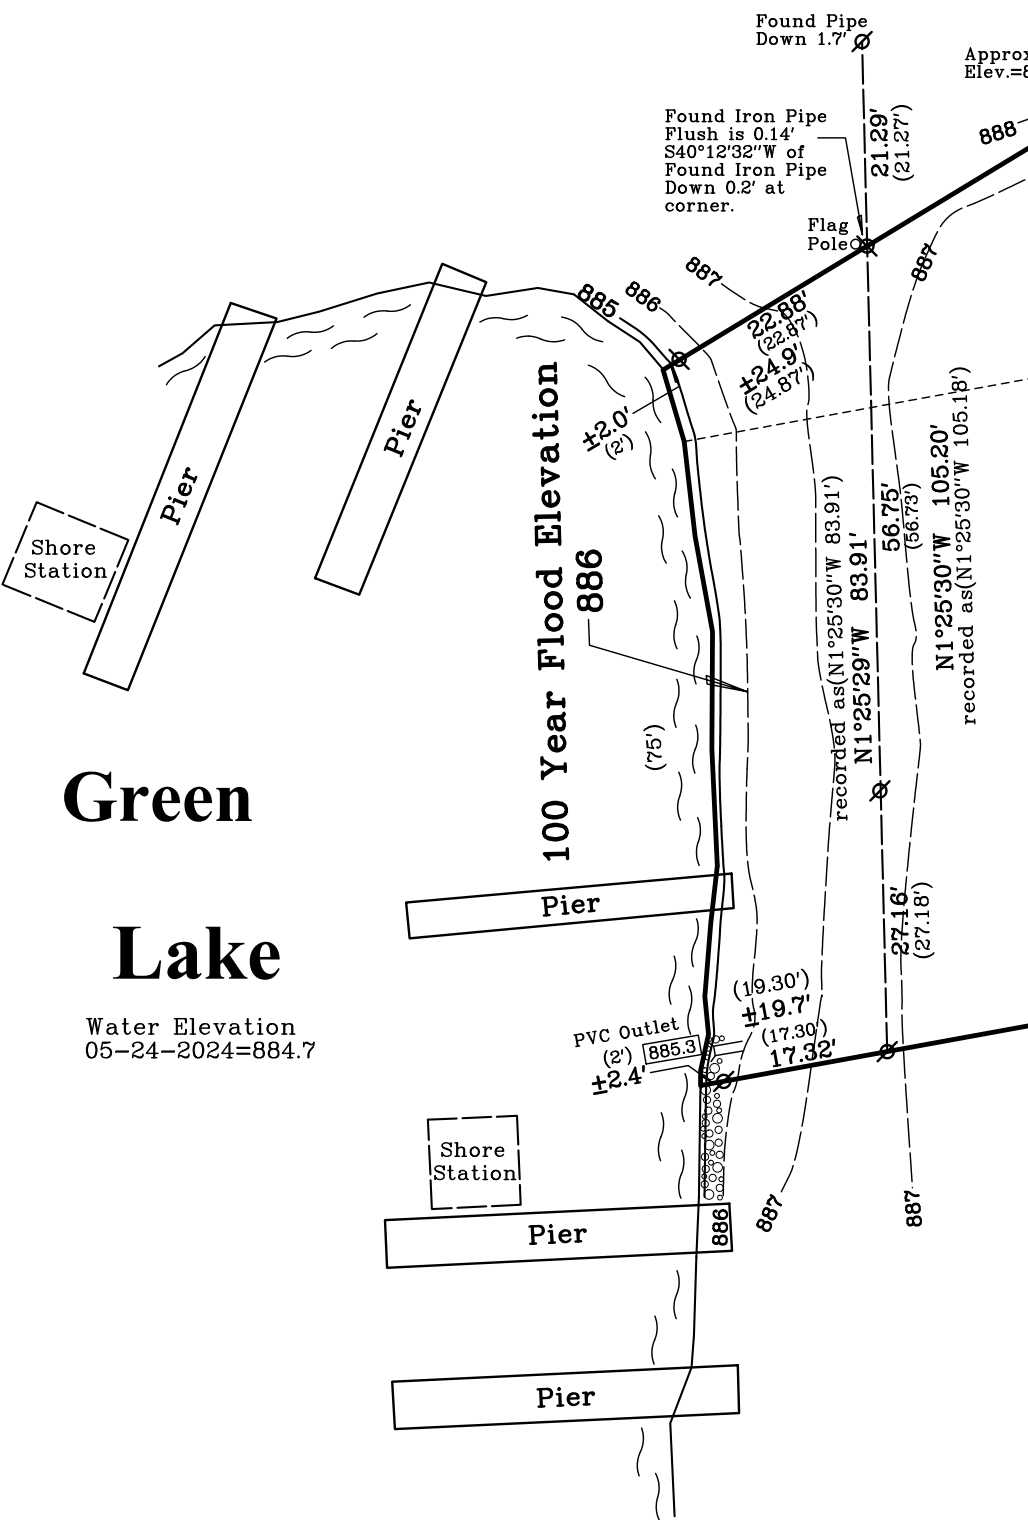 Found Pipe
Down 1.7'
Approx
Elev.=8
Found Iron Pipe
Flush is 0.14'
S40°12'32"W of
Found Iron Pipe
Down 0.2' at
corner.
21.29'
(21.27')
888
Flag
Pole
887
887
886
885
22.88'
(22.87')
±24.9'
(24.87')
±2.0'
(2')
Pier
Pier
Shore
Station
100 Year Flood Elevation
886
recorded as(N1°25'30"W 83.91')
N1°25'29"W 83.91'
56.75'
(56.73')
N1°25'30"W 105.20'
recorded as(N1°25'30"W 105.18')
(75')
Green
Lake
Water Elevation
05-24-2024=884.7
Pier
27.16'
(27.18')
(19.30')
±19.7'
(17.30')
17.32'
PVC Outlet
885.3
(2')
±2.4'
Shore
Station
Pier
886
887
887
Pier